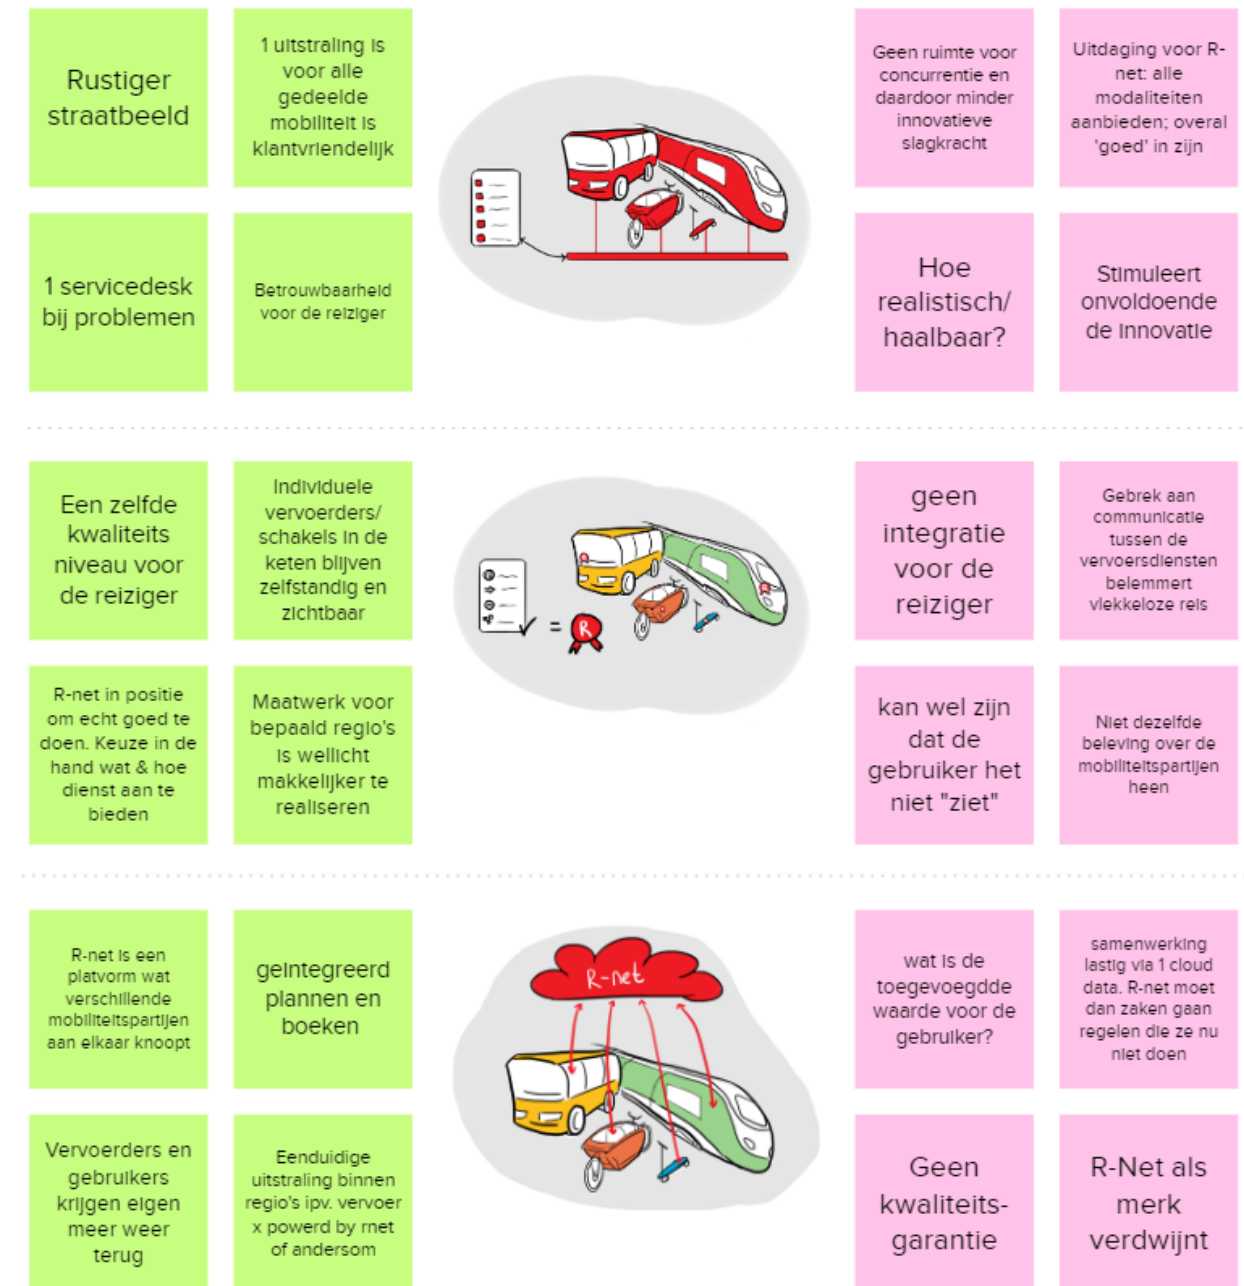 Rustiger
straatbeeld
1 uitstraling is
voor alle
gedeelde
mobiliteit is
klantvriendelijk
Geen ruimte voor
concurrentie en
daardoor minder
innovatieve
slagkracht
Uitdaging voor R-
net: alle
modaliteiten
aanbieden; overal
'goed' in zijn
1 servicedesk
bij problemen
Betrouwbaarheid
voor de reiziger
Hoe
realistisch/
haalbaar?
Stimuleert
onvoldoende
de innovatie
Een zelfde
kwaliteits
niveau voor
de reiziger
Individuele
vervoerders/
schakels in de
keten blijven
zelfstandig en
zichtbaar
= R
geen
integratie
voor de
reiziger
Gebrek aan
communicatie
tussen de
vervoersdiensten
belemmert
vlekkeloze reis
R-net in positie
om echt goed te
doen. Keuze in de
hand wat & hoe
dienst aan te
bieden
Maatwerk voor
bepaald regio's
is wellicht
makkelijker te
realiseren
kan wel zijn
dat de
gebruiker het
niet "ziet"
Niet dezelfde
beleving over de
mobiliteitspartijen
heen
R-net is een
platvorm wat
verschillende
mobiliteitspartijen
aan elkaar knoopt
geintegreerd
plannen en
boeken
R-net
wat is de
toegevoegdde
waarde voor de
gebruiker?
samenwerking
lastig via 1 cloud
data. R-net moet
dan zaken gaan
regelen die ze nu
niet doen
Vervoerders en
gebruikers
krijgen eigen
meer weer
terug
Eenduidige
uitstraling binnen
regio's ipv. vervoer
x powerd by rnet
of andersom
Geen
kwaliteits-
garantie
R-Net als
merk
verdwijnt